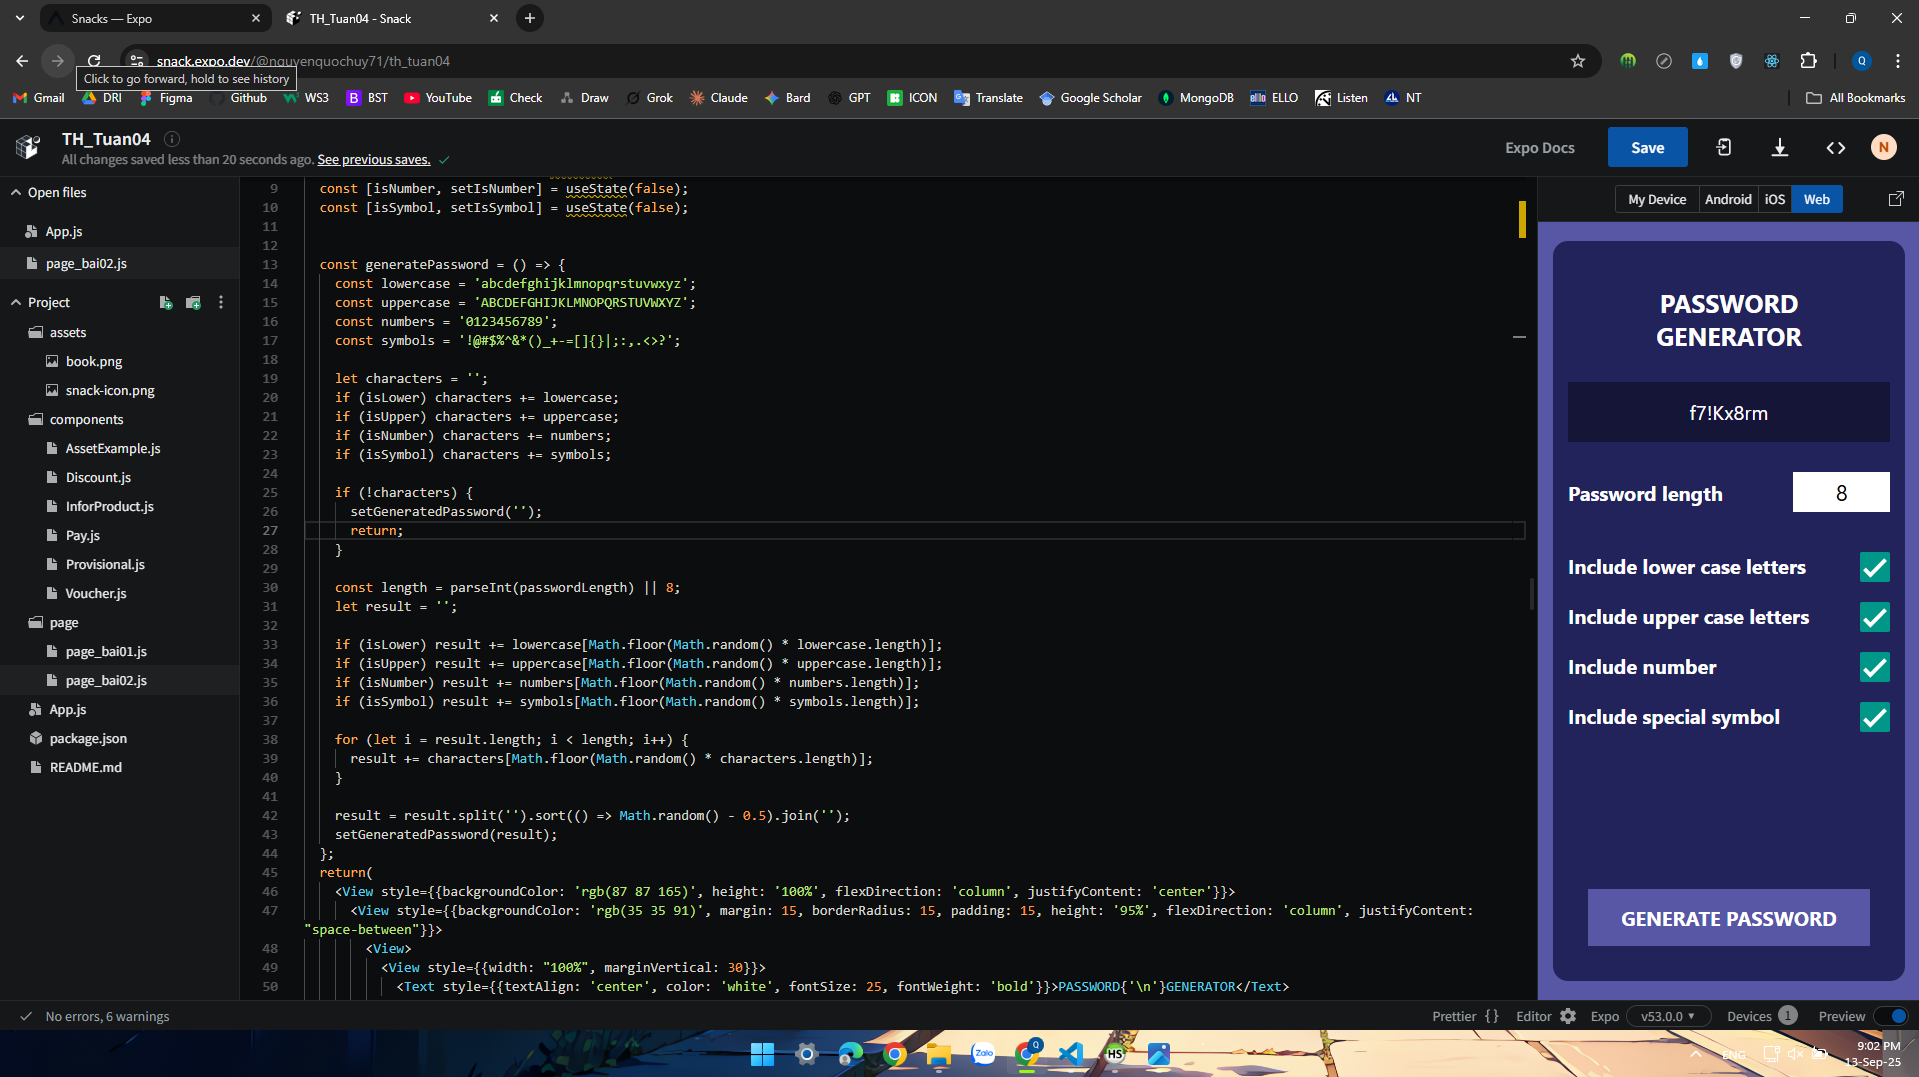 Snacks — Expo
TH_Tuan04 - Snack
snack.expo.dev/@nguyenquochuy71/th_tuan04
Click to go forward, hold to see history
Gmail DRI Figma Github WS3 BST YouTube Check Draw Grok Claude Bard GPT ICON Translate Google Scholar MongoDB ello ELLO Listen NT All Bookmarks
TH_Tuan04
All changes saved less than 20 seconds ago. See previous saves.
Expo Docs
Save
N
Open files
App.js
page_bai02.js
Project
assets
book.png
snack-icon.png
components
AssetExample.js
Discount.js
InforProduct.js
Pay.js
Provisional.js
Voucher.js
page
page_bai01.js
page_bai02.js
App.js
package.json
README.md
9 const [isNumber, setIsNumber] = useState(false);
10 const [isSymbol, setIsSymbol] = useState(false);
11
12
13 const generatePassword = () => {
14 const lowercase = 'abcdefghijklmnopqrstuvwxyz';
15 const uppercase = 'ABCDEFGHIJKLMNOPQRSTUVWXYZ';
16 const numbers = '0123456789';
17 const symbols = '!@#$%^&*()_+-=[]{}|;:,.<>?';
18
19 let characters = '';
20 if (isLower) characters += lowercase;
21 if (isUpper) characters += uppercase;
22 if (isNumber) characters += numbers;
23 if (isSymbol) characters += symbols;
24
25 if (!characters) {
26 setGeneratedPassword('');
27 return;
28 }
29
30 const length = parseInt(passwordLength) || 8;
31 let result = '';
32
33 if (isLower) result += lowercase[Math.floor(Math.random() * lowercase.length)];
34 if (isUpper) result += uppercase[Math.floor(Math.random() * uppercase.length)];
35 if (isNumber) result += numbers[Math.floor(Math.random() * numbers.length)];
36 if (isSymbol) result += symbols[Math.floor(Math.random() * symbols.length)];
37
38 for (let i = result.length; i < length; i++) {
39 result += characters[Math.floor(Math.random() * characters.length)];
40 }
41
42 result = result.split('').sort(() => Math.random() - 0.5).join('');
43 setGeneratedPassword(result);
44 };
45 return(
46 <View style={{backgroundColor: 'rgb(87 87 165)', height: '100%', flexDirection: 'column', justifyContent: 'center'}}>
47 <View style={{backgroundColor: 'rgb(35 35 91)', margin: 15, borderRadius: 15, padding: 15, height: '95%', flexDirection: 'column', justifyContent:
"space-between"}}>
48 <View>
49 <View style={{width: "100%", marginVertical: 30}}>
50 <Text style={{textAlign: 'center', color: 'white', fontSize: 25, fontWeight: 'bold'}}>PASSWORD{'\n'}GENERATOR</Text>
My Device Android iOS Web
PASSWORD
GENERATOR
f7!Kx8rm
Password length 8
Include lower case letters
Include upper case letters
Include number
Include special symbol
GENERATE PASSWORD
No errors, 6 warnings
Prettier {} Editor Expo v53.0.0 Devices 1 Preview
Zalo
Q
HS
ENG
9:02 PM
13-Sep-25